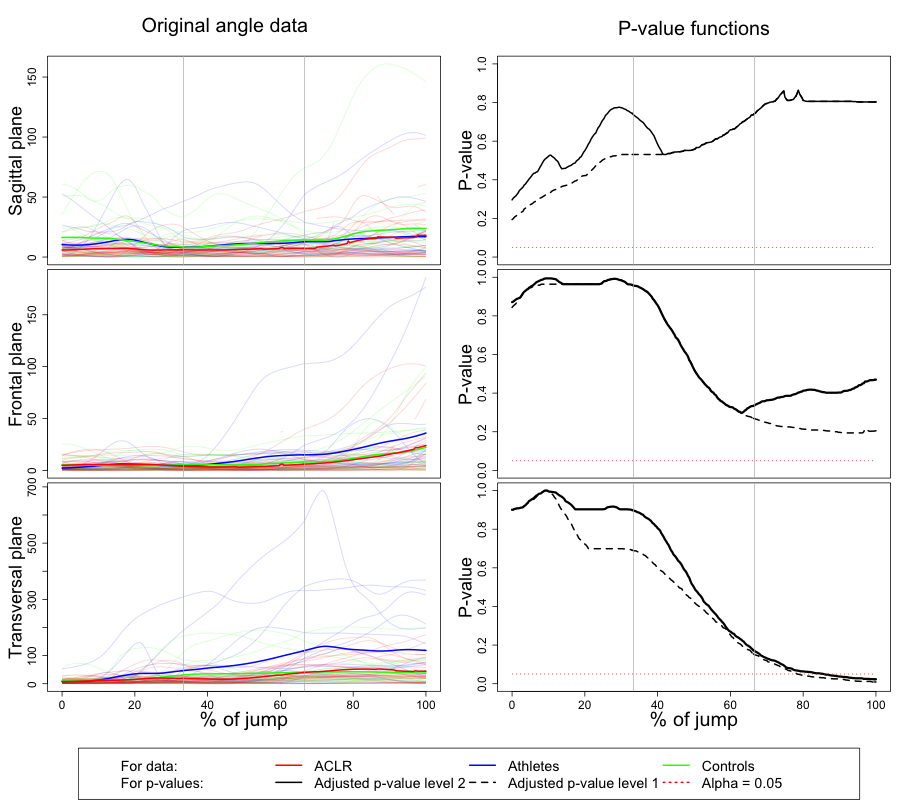 Original angle data
P-value functions
Sagittal plane
0 50 100 150
P-value
0.0 0.2 0.4 0.6 0.8 1.0
Frontal plane
0 50 100 150
P-value
0.0 0.2 0.4 0.6 0.8 1.0
Transversal plane
0 100 300 500 700
P-value
0.0 0.2 0.4 0.6 0.8 1.0
0 20 40 60 80 100
0 20 40 60 80 100
% of jump
% of jump
For data: ACLR Athletes Controls
For p-values: Adjusted p-value level 2 Adjusted p-value level 1 Alpha = 0.05